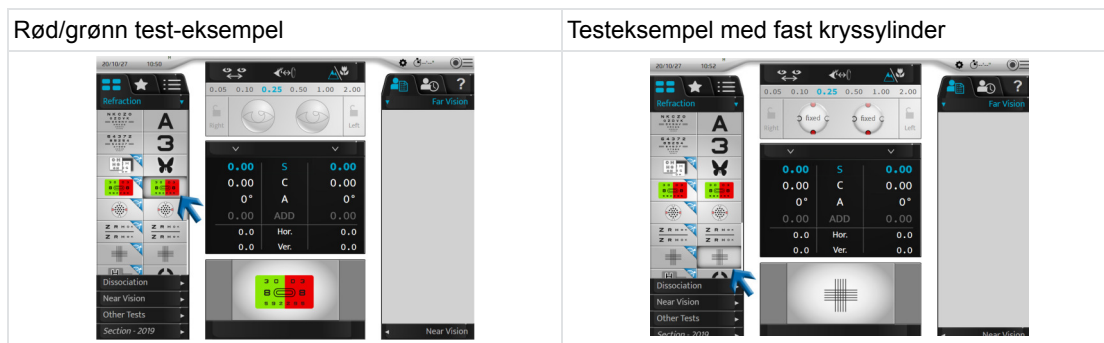 Rød/grønn test-eksempel
20/10/27 10:50
0.05 0.10 0.25 0.50 1.00 2.00
Refraction
Right Left
Far Vision
N K O Z O
A
3
0.00 S 0.00
0.00 C 0.00
0° A 0°
0.00 ADD 0.00
0.0 Hor. 0.0
0.0 Ver. 0.0
Dissociation
Near Vision
Other Tests
Section - 2019
B B
Near Vision
?
Testeksempel med fast kryssylinder
20/10/27 10:52
0.05 0.10 0.25 0.50 1.00 2.00
Refraction
fixed fixed
Right Left
Far Vision
A
3
0.00 S 0.00
0.00 C 0.00
0° A 0°
0.00 ADD 0.00
0.0 Hor. 0.0
0.0 Ver. 0.0
Dissociation
Near Vision
Other Tests
Section - 2019
Near Vision
?